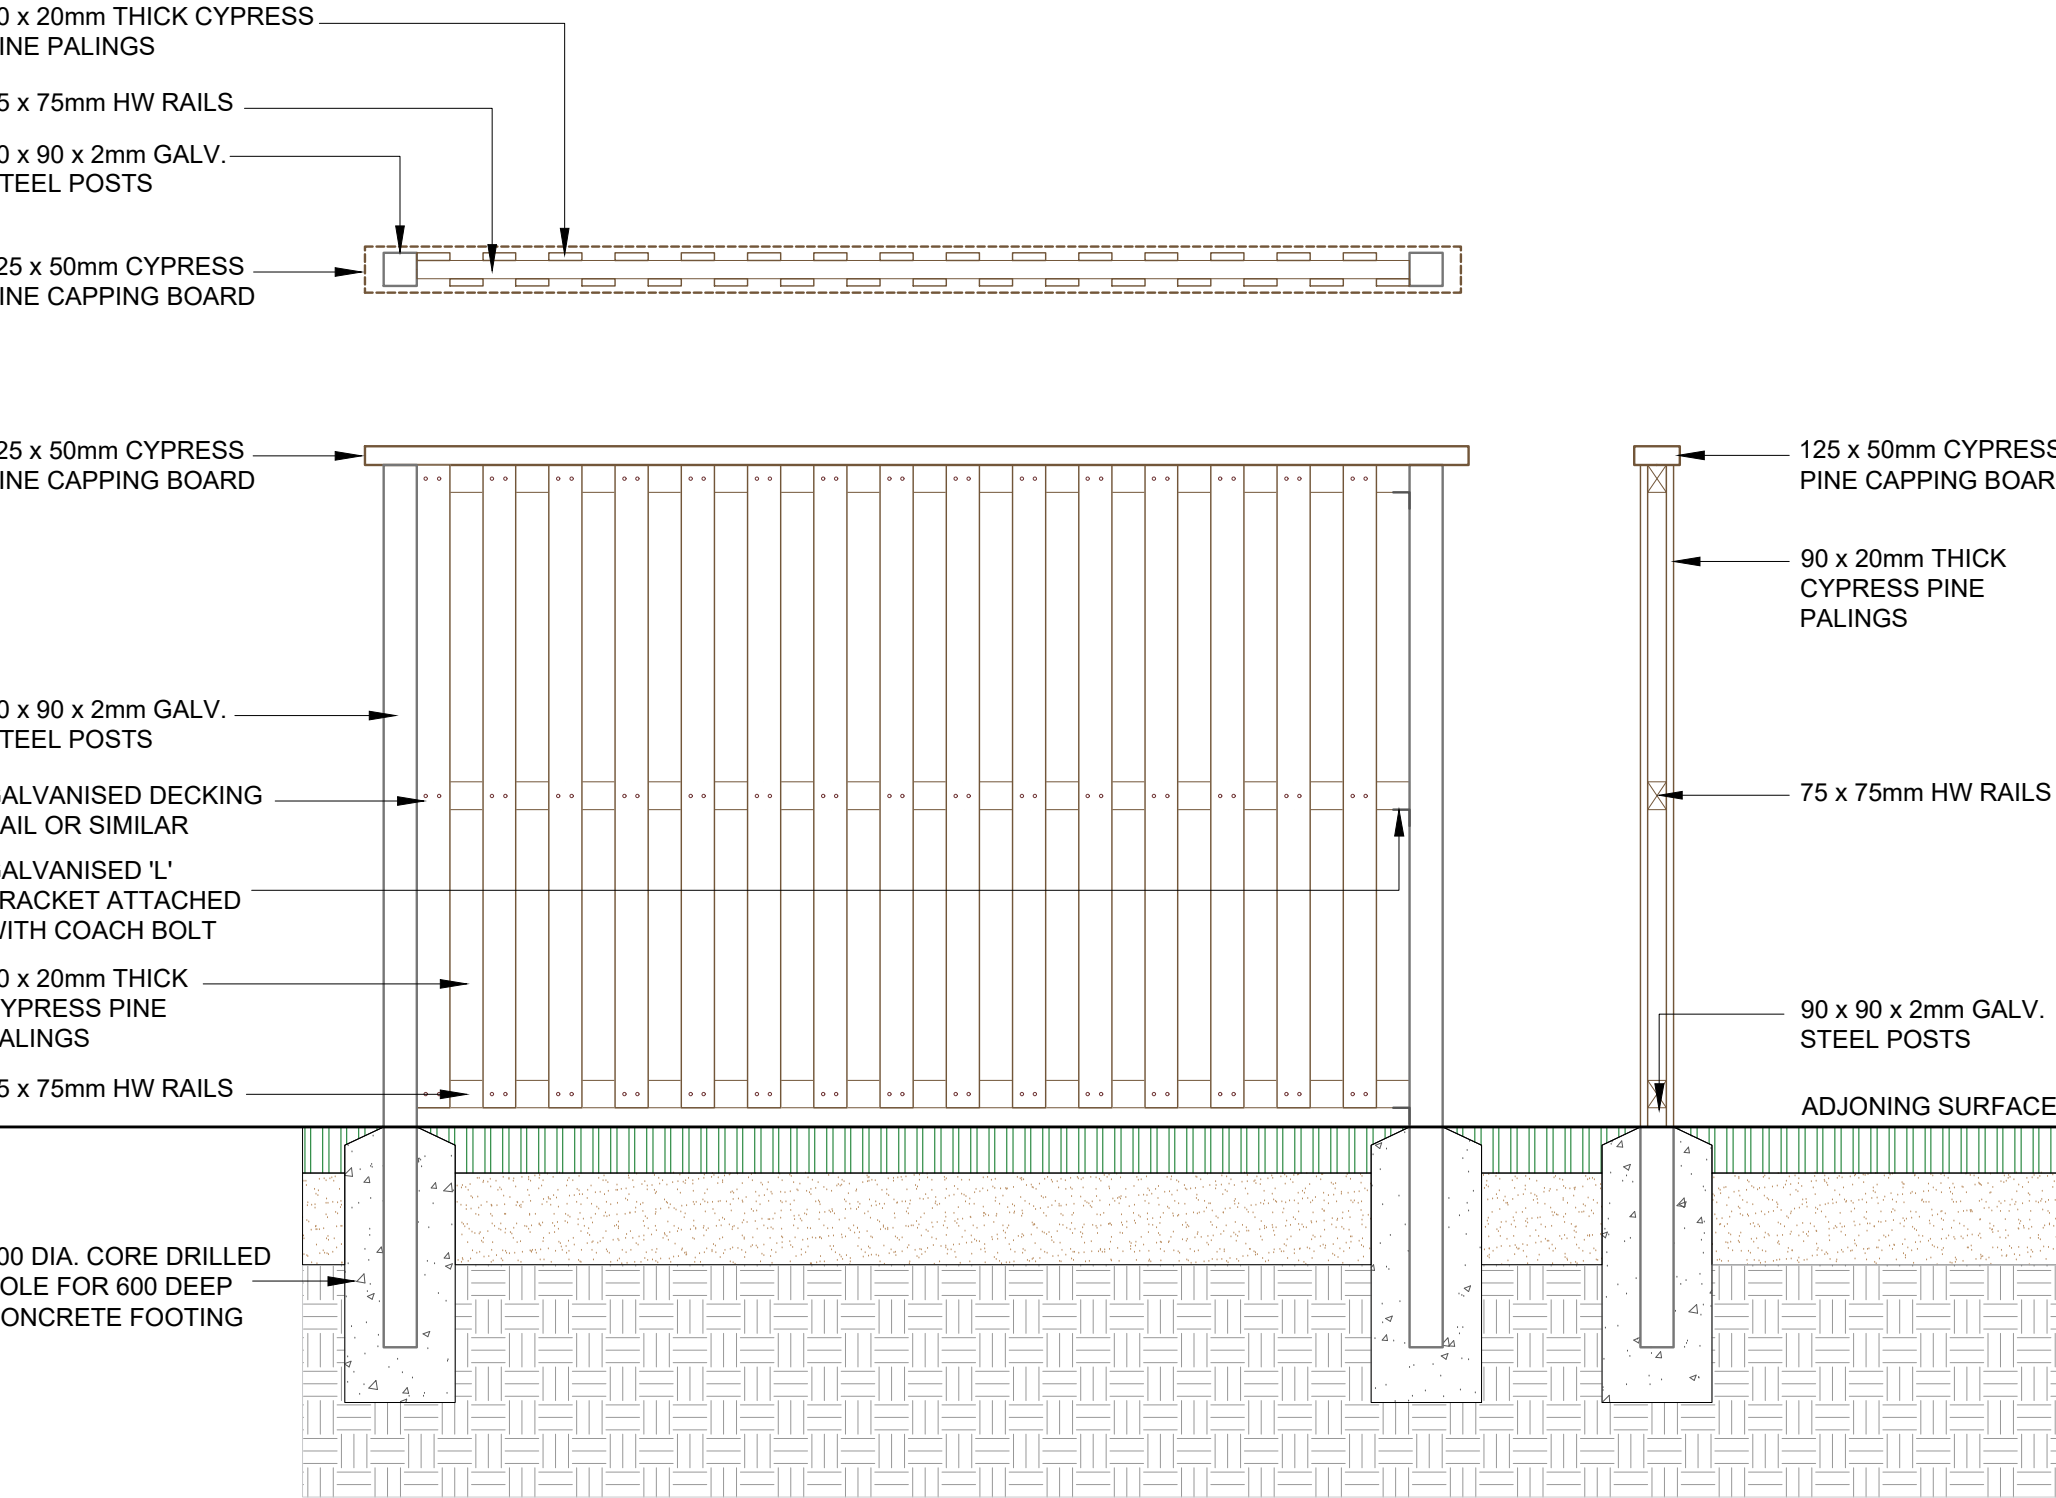 0 x 20mm THICK CYPRESS
INE PALINGS
5 x 75mm HW RAILS
0 x 90 x 2mm GALV.
TEEL POSTS
25 x 50mm CYPRESS
INE CAPPING BOARD
25 x 50mm CYPRESS
INE CAPPING BOARD
0 x 90 x 2mm GALV.
TEEL POSTS
ALVANISED DECKING
AIL OR SIMILAR
ALVANISED 'L'
RACKET ATTACHED
WITH COACH BOLT
0 x 20mm THICK
YPRESS PINE
ALINGS
5 x 75mm HW RAILS
00 DIA. CORE DRILLED
OLE FOR 600 DEEP
ONCRETE FOOTING
125 x 50mm CYPRESS
PINE CAPPING BOAR
90 x 20mm THICK
CYPRESS PINE
PALINGS
75 x 75mm HW RAILS
90 x 90 x 2mm GALV.
STEEL POSTS
ADJONING SURFACE